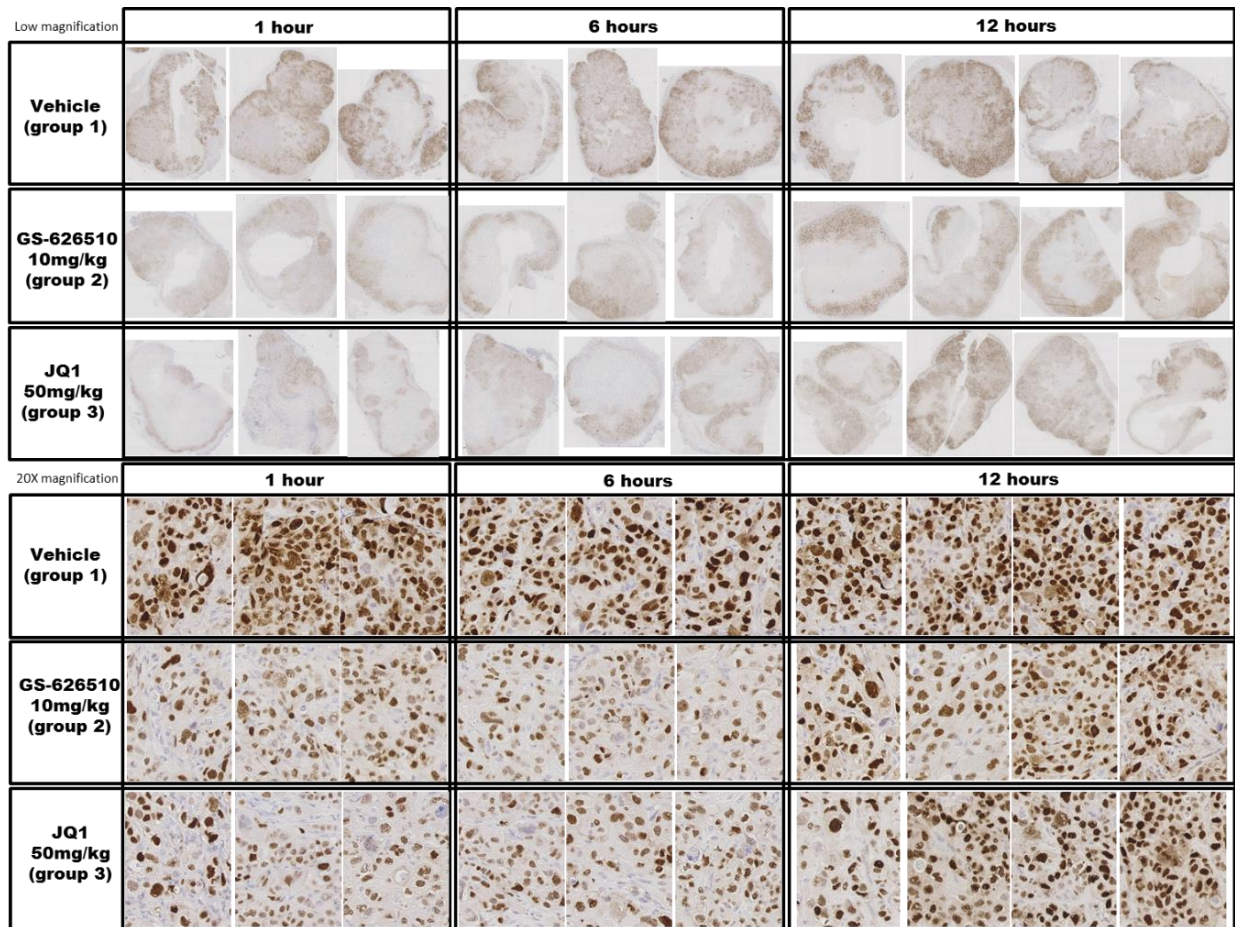 Low magnification
1 hour
6 hours
12 hours
Vehicle
(group 1)
GS-626510
10mg/kg
(group 2)
JQ1
50mg/kg
(group 3)
20X magnification
1 hour
6 hours
12 hours
Vehicle
(group 1)
GS-626510
10mg/kg
(group 2)
JQ1
50mg/kg
(group 3)